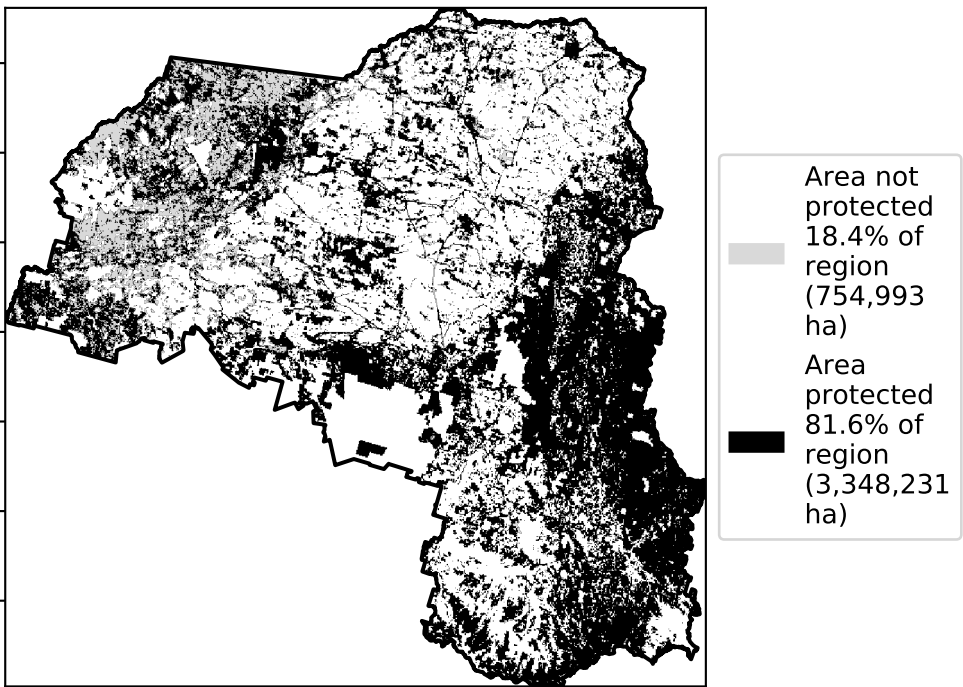 Area not
protected
18.4% of
region
(754,993
ha)
Area
protected
81.6% of
region
(3,348,231
ha)